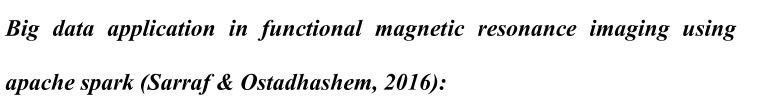 Big data application in functional magnetic resonance imaging using
apache spark (Sarraf & Ostadhashem, 2016):